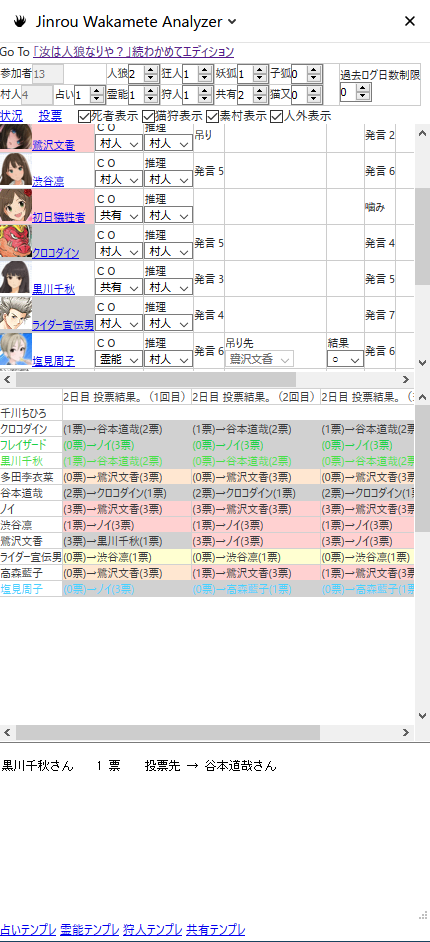 Jinrou Wakamete Analyzer
Go To 「汝は人狼なりや？」続わかめてエディション
参加者13 人狼2 狂人1 妖狐1 子狐0 過去ログ日数制限
村人4 占い1 霊能1 狩人1 共有2 猫又0 0
状況 投票 死者表示 猫狩表示 素村表示 人外表示
鷺沢文香 ＣＯ 村人 推理 村人 吊り 発言 2
渋谷凛 ＣＯ 村人 推理 村人 発言 5 発言 6
初日犠牲者 ＣＯ 共有 推理 村人 噛み
クロコダイン ＣＯ 村人 推理 村人 発言 5 発言 4
黒川千秋 ＣＯ 共有 推理 村人 発言 3 発言 5
ライダー宣伝男 ＣＯ 村人 推理 村人 発言 4 発言 7
塩見周子 ＣＯ 霊能 推理 村人 発言 6 吊り先 鷺沢文香 結果 ○ 発言 6
2日目 投票結果。（1回目） 2日目 投票結果。（2回目） 2日目 投票結果。（3
千川ちひろ
クロコダイン (1票)→谷本道哉(2票) (1票)→谷本道哉(2票) (1票)→谷本道哉(2票)
フレイザード (0票)→ノイ(3票) (0票)→ノイ(3票) (0票)→ノイ(3票)
黒川千秋 (1票)→谷本道哉(2票) (1票)→谷本道哉(2票) (1票)→谷本道哉(2票)
多田李衣菜 (0票)→鷺沢文香(3票) (0票)→鷺沢文香(3票) (0票)→鷺沢文香(3票
谷本道哉 (2票)→クロコダイン(1票) (2票)→クロコダイン(1票) (2票)→クロコダイン(1
ノイ (3票)→鷺沢文香(3票) (3票)→鷺沢文香(3票) (3票)→鷺沢文香(3票
渋谷凛 (1票)→ノイ(3票) (1票)→ノイ(3票) (1票)→ノイ(3票)
鷺沢文香 (3票)→黒川千秋(1票) (3票)→ノイ(3票) (3票)→ノイ(3票)
ライダー宣伝男 (0票)→渋谷凛(1票) (0票)→渋谷凛(1票) (0票)→渋谷凛(1票)
高森藍子 (0票)→鷺沢文香(3票) (1票)→鷺沢文香(3票) (1票)→鷺沢文香(3票
塩見周子 (0票)→ノイ(3票) (0票)→高森藍子(1票) (0票)→高森藍子(1票
黒川千秋さん 1 票 投票先 → 谷本道哉さん
占いテンプレ 霊能テンプレ 狩人テンプレ 共有テンプレ